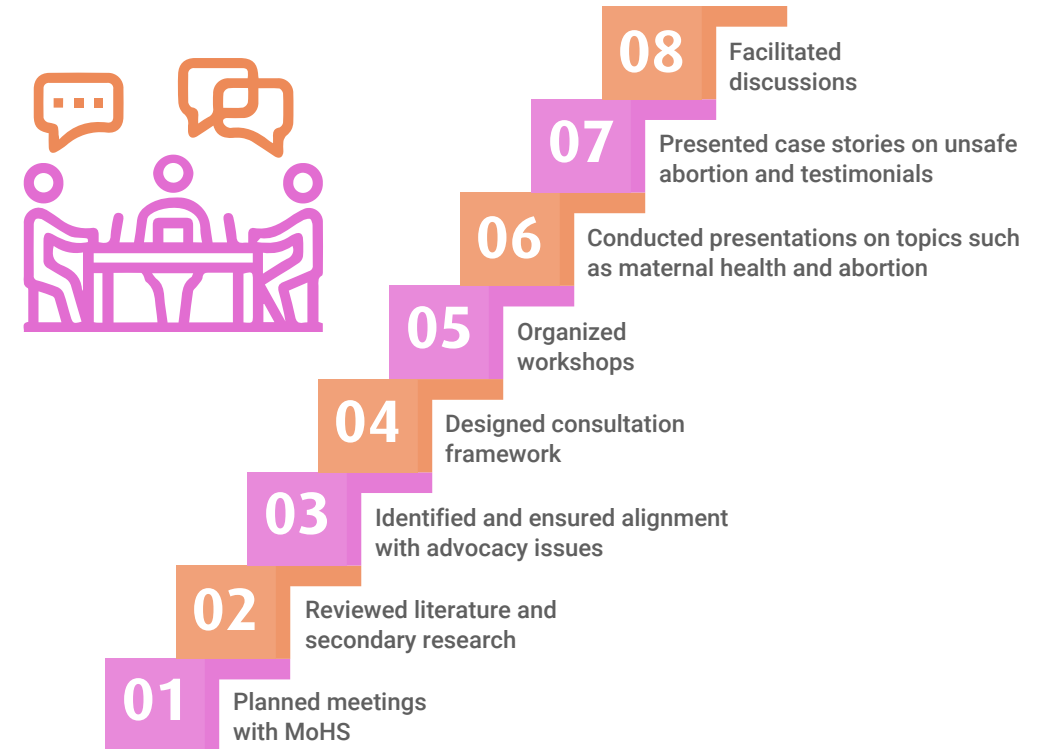 08
Facilitated
discussions
07
Presented case stories on unsafe
abortion and testimonials
06
Conducted presentations on topics such
as maternal health and abortion
05
Organized
workshops
04
Designed consultation
framework
03
Identified and ensured alignment
with advocacy issues
02
Reviewed literature and
secondary research
01
Planned meetings
with MoHS